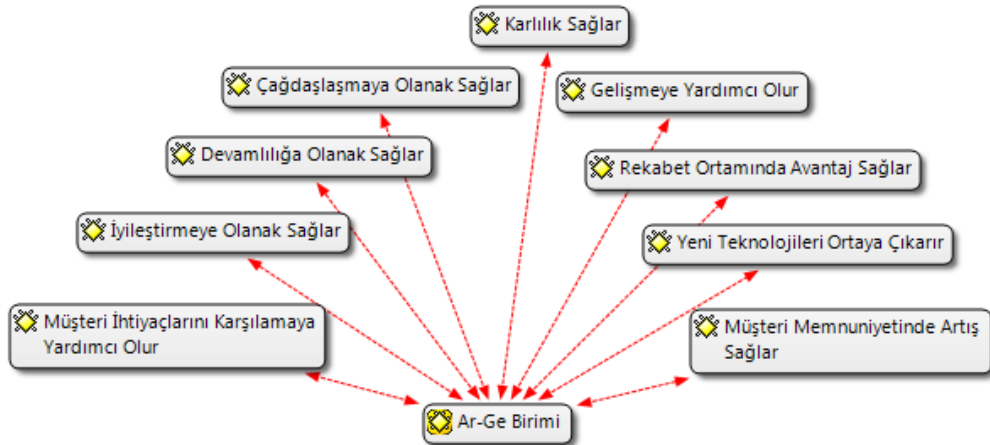 Karlılık Sağlar
Çağdaşlaşmaya Olanak Sağlar
Gelişmeye Yardımcı Olur
Devamlılığa Olanak Sağlar
Rekabet Ortamında Avantaj Sağlar
İyileştirmeye Olanak Sağlar
Yeni Teknolojileri Ortaya Çıkarır
Müşteri İhtiyaçlarını Karşılamaya
Yardımcı Olur
Müşteri Memnuniyetinde Artış
Sağlar
Ar-Ge Birimi